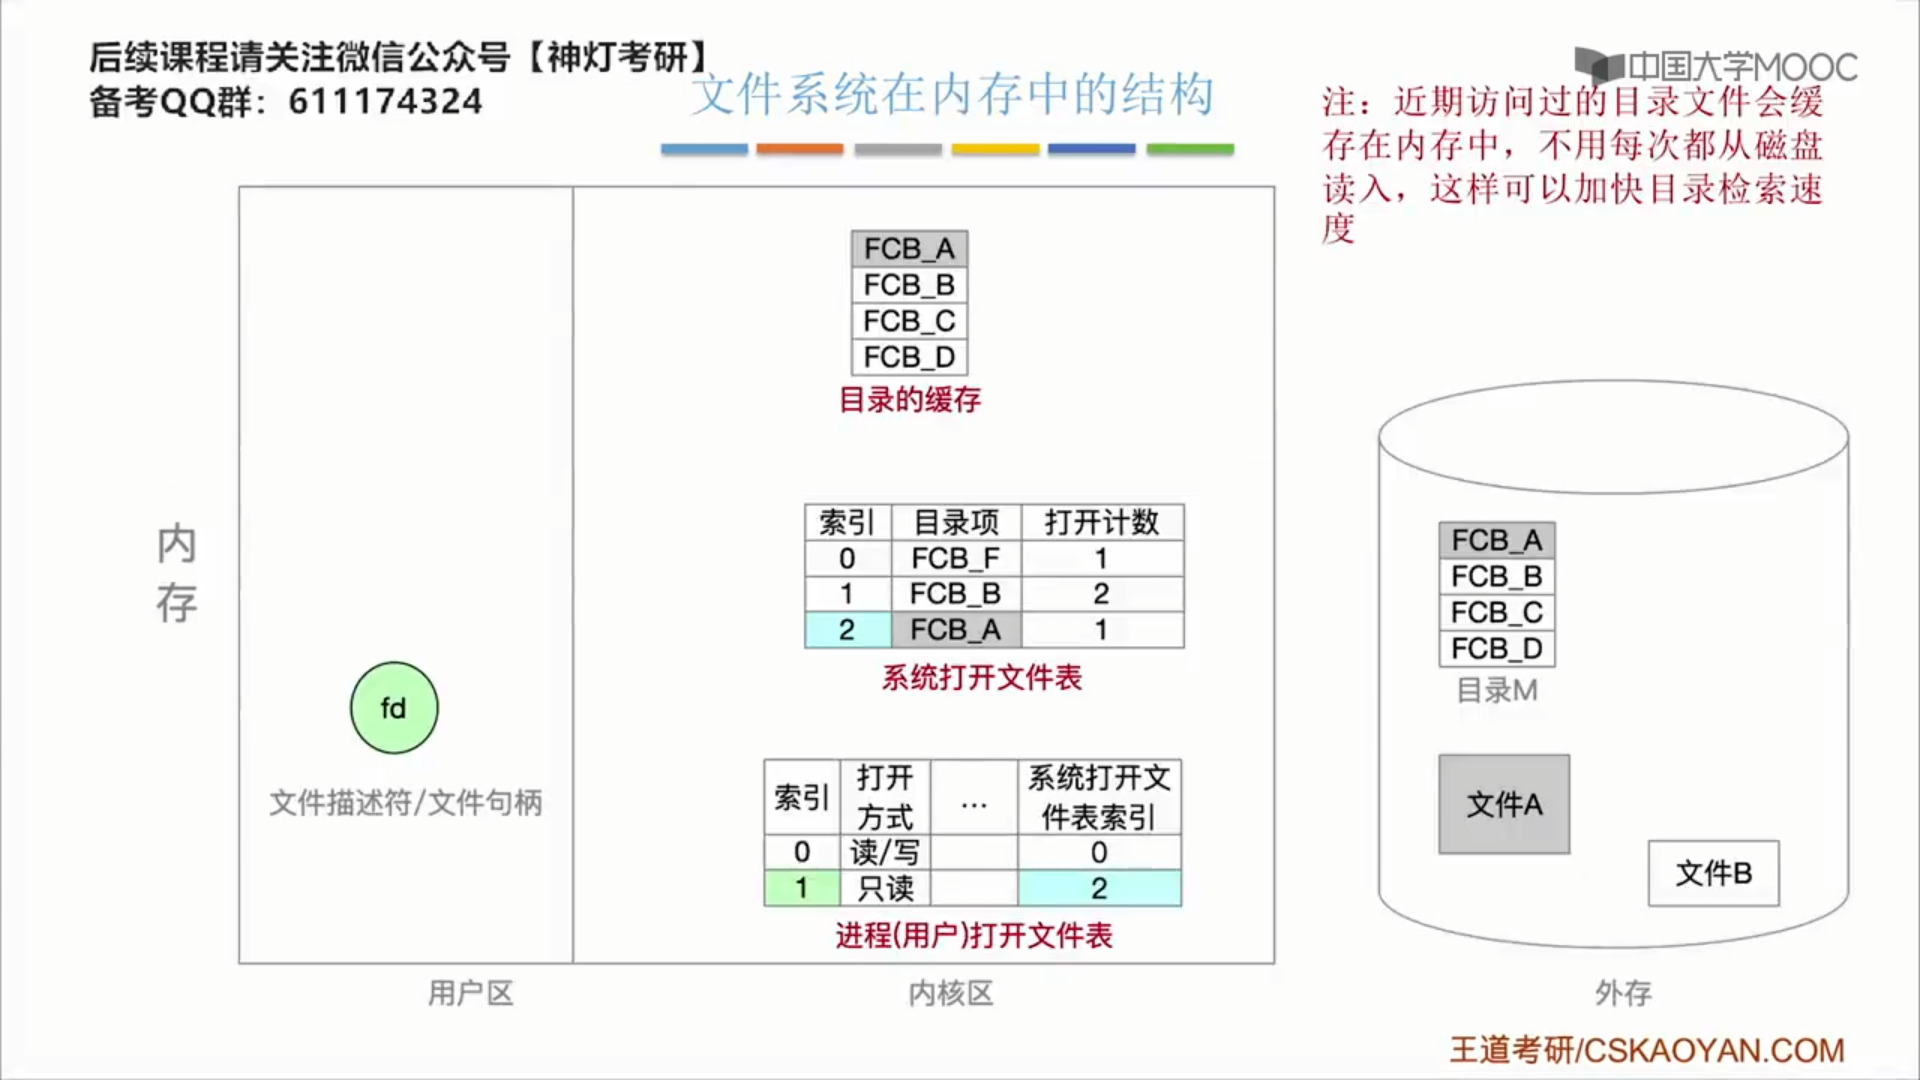 后续课程请关注微信公众号【神灯考研】
备考QQ群：611174324
中国大学MOOC
文件系统在内存中的结构
注：近期访问过的目录文件会缓
存在内存中，不用每次都从磁盘
读入，这样可以加快目录检索速
度
FCB_A
FCB_B
FCB_C
FCB_D
目录的缓存
内
存
索引 目录项 打开计数
0 FCB_F 1
1 FCB_B 2
2 FCB_A 1
系统打开文件表
fd
文件描述符/文件句柄
索引 打开方式 … 系统打开文件表索引
0 读/写 0
1 只读 2
进程(用户)打开文件表
用户区
内核区
FCB_A
FCB_B
FCB_C
FCB_D
目录M
文件A
文件B
外存
王道考研/CSKAOYAN.COM